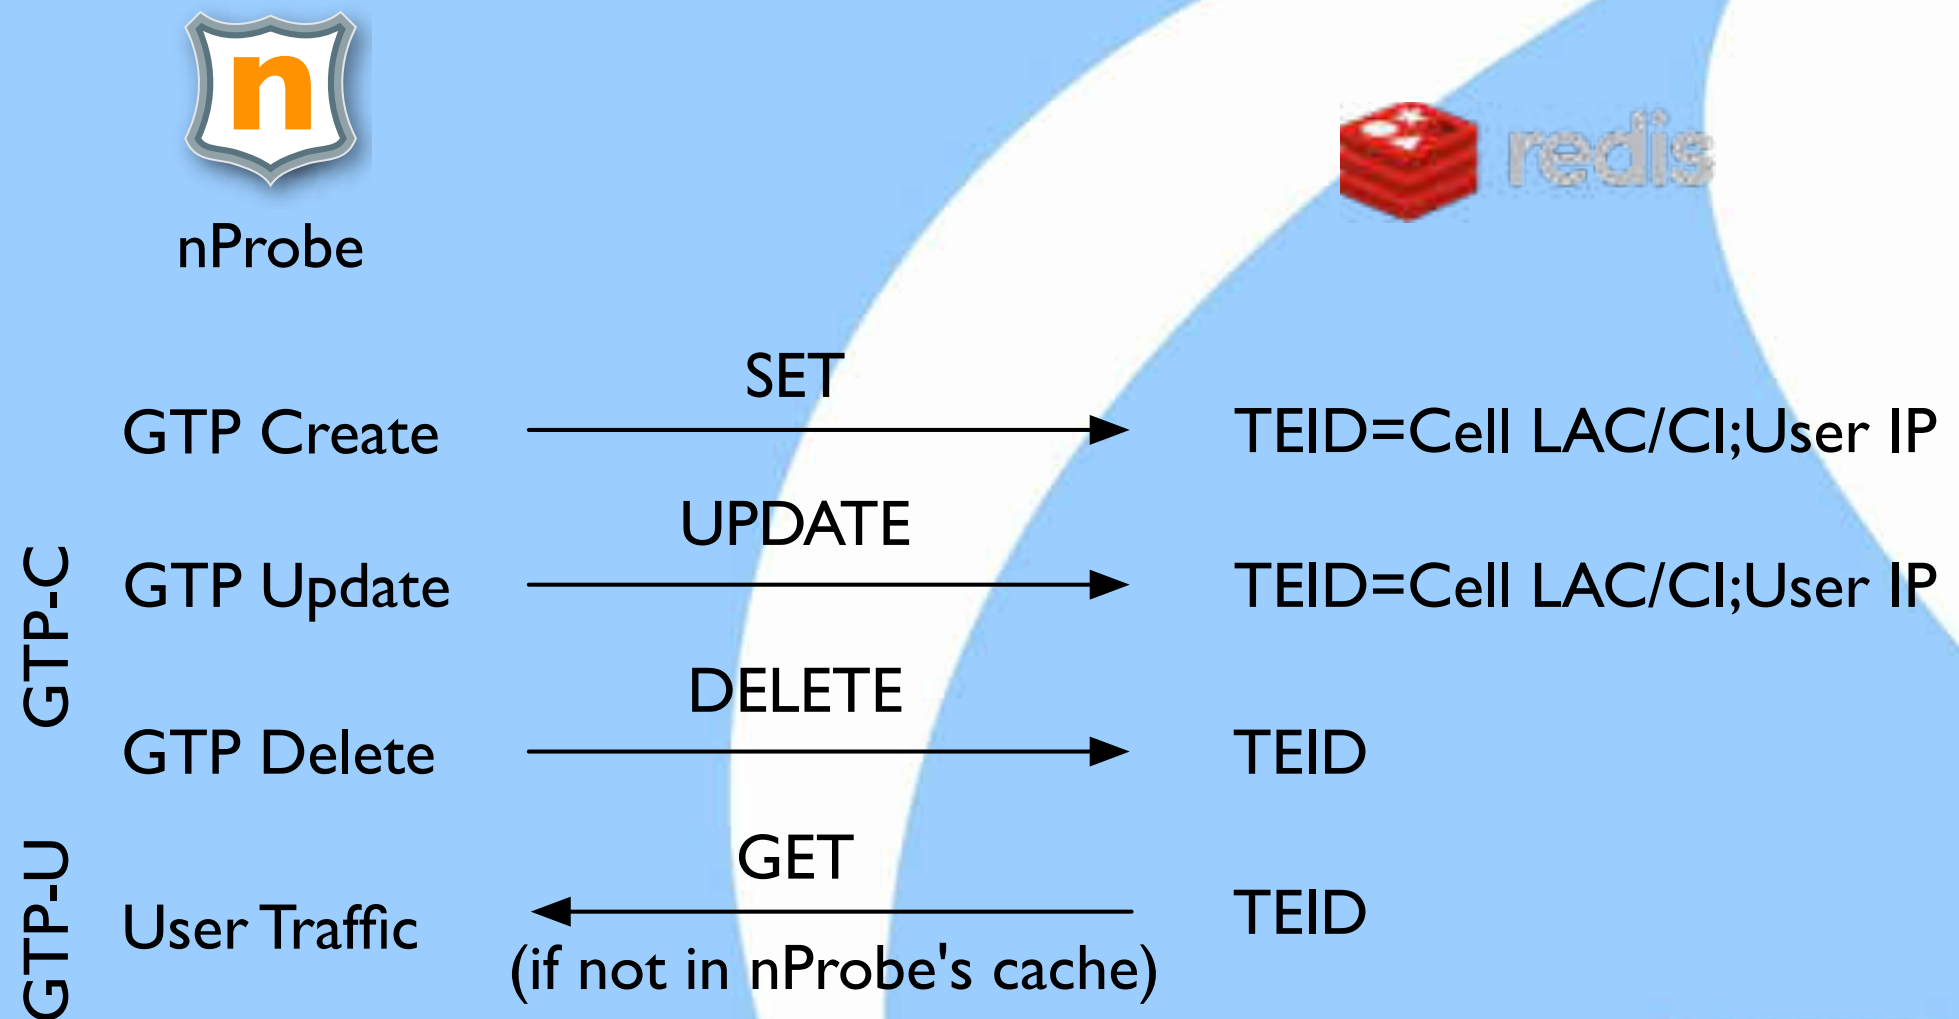 n
redis
nProbe
SET
GTP Create
TEID=Cell LAC/CI;User IP
UPDATE
GTP-C
GTP Update
TEID=Cell LAC/CI;User IP
DELETE
GTP Delete
TEID
GET
GTP-U
User Traffic
TEID
(if not in nProbe's cache)